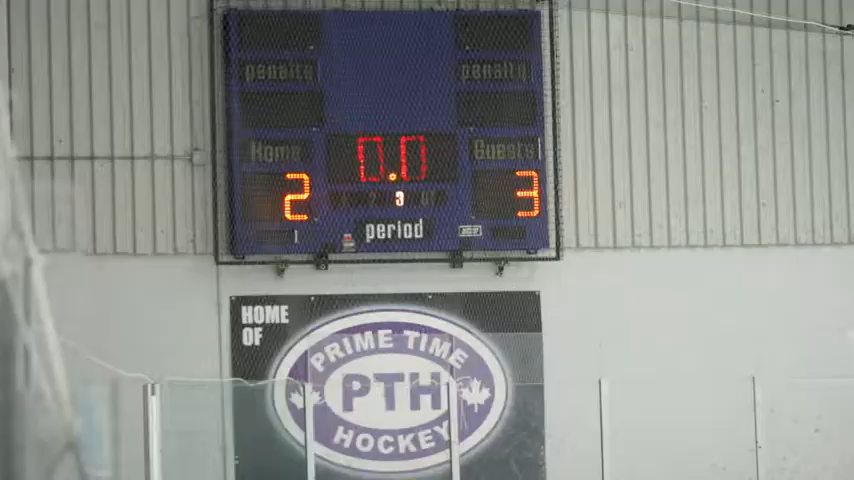 penalty penalty
Home 0.0 Guests
2 3 3
period
HOME
OF
PRIME TIME
PTH
HOCKEY